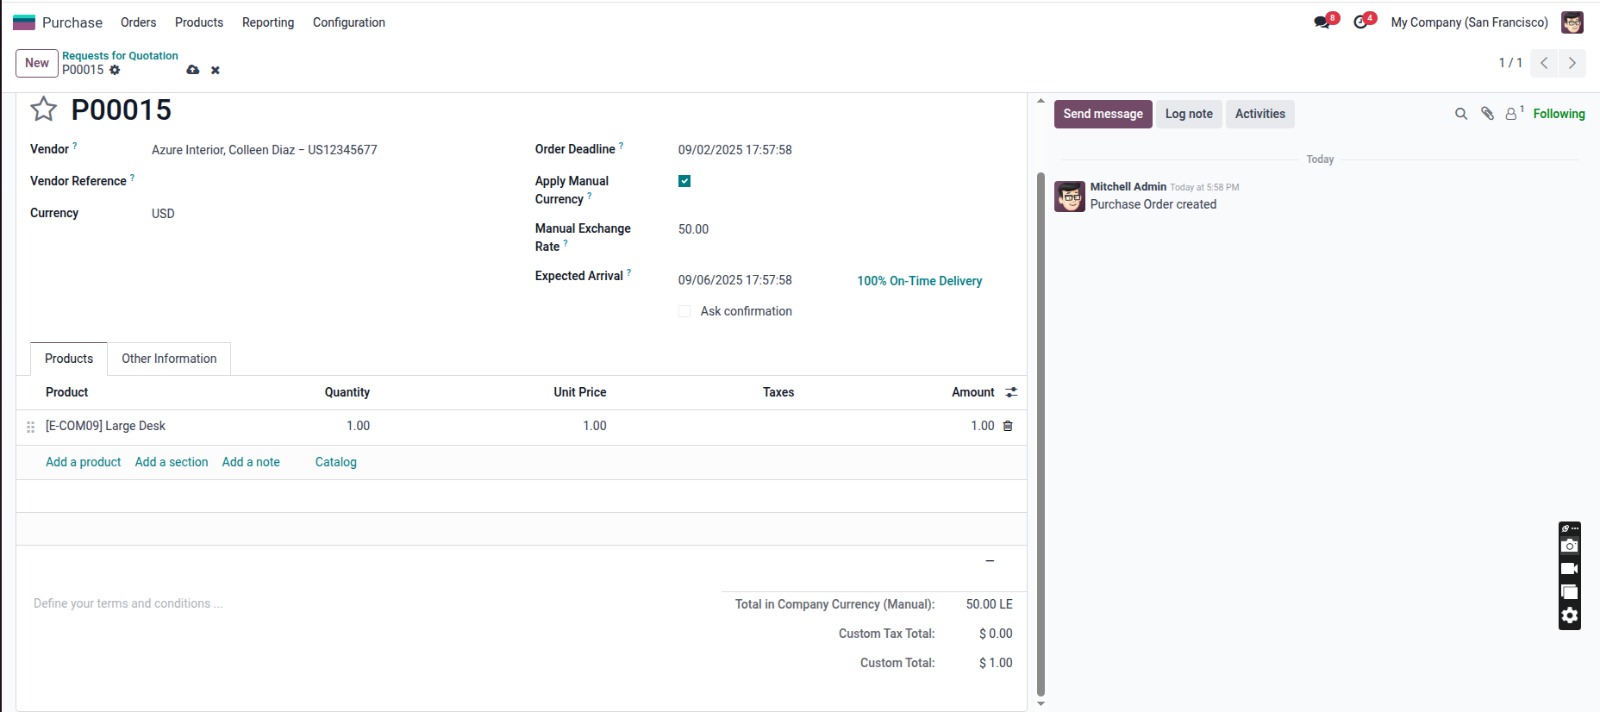 Purchase Orders Products Reporting Configuration 8 4 My Company (San Francisco)
New Requests for Quotation
P00015 1 / 1
P00015
Send message Log note Activities 1 Following
Vendor ? Azure Interior, Colleen Diaz – US12345677
Order Deadline ? 09/02/2025 17:57:58
Vendor Reference ?
Apply Manual Currency ?
Currency USD
Manual Exchange Rate ? 50.00
Expected Arrival ? 09/06/2025 17:57:58 100% On-Time Delivery
Ask confirmation
Today
Mitchell Admin Today at 5:58 PM
Purchase Order created
Products Other Information
Product Quantity Unit Price Taxes Amount
[E-COM09] Large Desk 1.00 1.00 1.00
Add a product Add a section Add a note Catalog
Define your terms and conditions ...
Total in Company Currency (Manual): 50.00 LE
Custom Tax Total: $ 0.00
Custom Total: $ 1.00